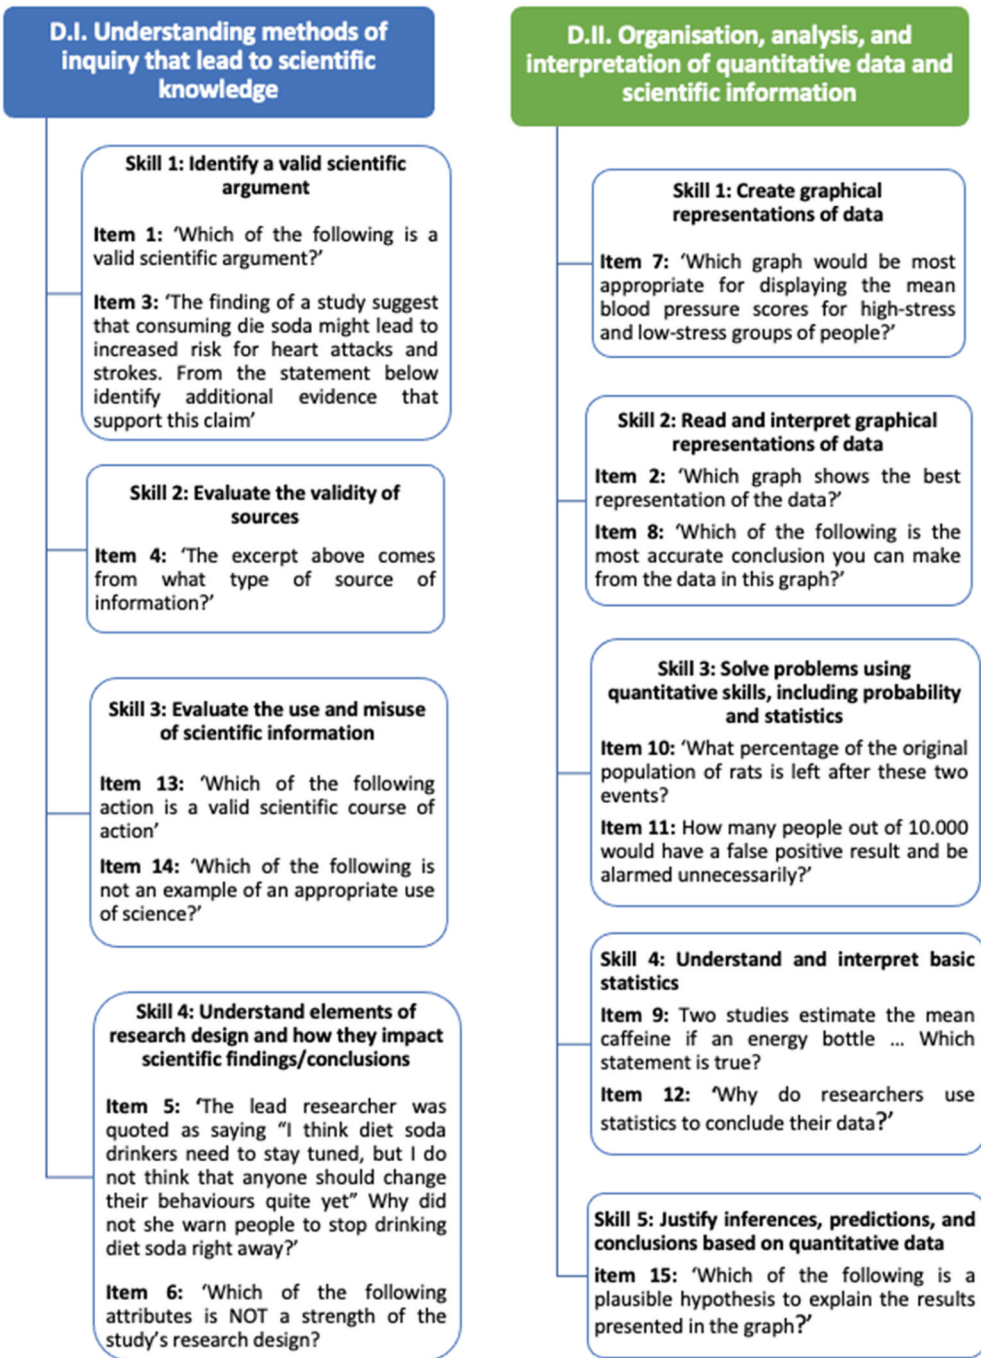 D.I. Understanding methods of
inquiry that lead to scientific
knowledge
Skill 1: Identify a valid scientific
argument
Item 1: ‘Which of the following is a
valid scientific argument?’
Item 3: ‘The finding of a study suggest
that consuming die soda might lead to
increased risk for heart attacks and
strokes. From the statement below
identify additional evidence that
support this claim’
Skill 2: Evaluate the validity of
sources
Item 4: ‘The excerpt above comes
from what type of source of
information?’
Skill 3: Evaluate the use and misuse
of scientific information
Item 13: ‘Which of the following
action is a valid scientific course of
action’
Item 14: ‘Which of the following is
not an example of an appropriate use
of science?’
Skill 4: Understand elements of
research design and how they impact
scientific findings/conclusions
Item 5: ‘The lead researcher was
quoted as saying “I think diet soda
drinkers need to stay tuned, but I do
not think that anyone should change
their behaviours quite yet” Why did
not she warn people to stop drinking
diet soda right away?’
Item 6: ‘Which of the following
attributes is NOT a strength of the
study’s research design?
D.II. Organisation, analysis, and
interpretation of quantitative data and
scientific information
Skill 1: Create graphical
representations of data
Item 7: ‘Which graph would be most
appropriate for displaying the mean
blood pressure scores for high-stress
and low-stress groups of people?’
Skill 2: Read and interpret graphical
representations of data
Item 2: ‘Which graph shows the best
representation of the data?’
Item 8: ‘Which of the following is the
most accurate conclusion you can make
from the data in this graph?’
Skill 3: Solve problems using
quantitative skills, including probability
and statistics
Item 10: ‘What percentage of the original
population of rats is left after these two
events?
Item 11: How many people out of 10.000
would have a false positive result and be
alarmed unnecessarily?’
Skill 4: Understand and interpret basic
statistics
Item 9: Two studies estimate the mean
caffeine if an energy bottle ... Which
statement is true?
Item 12: ‘Why do researchers use
statistics to conclude their data?’
Skill 5: Justify inferences, predictions, and
conclusions based on quantitative data
item 15: ‘Which of the following is a
plausible hypothesis to explain the results
presented in the graph?’